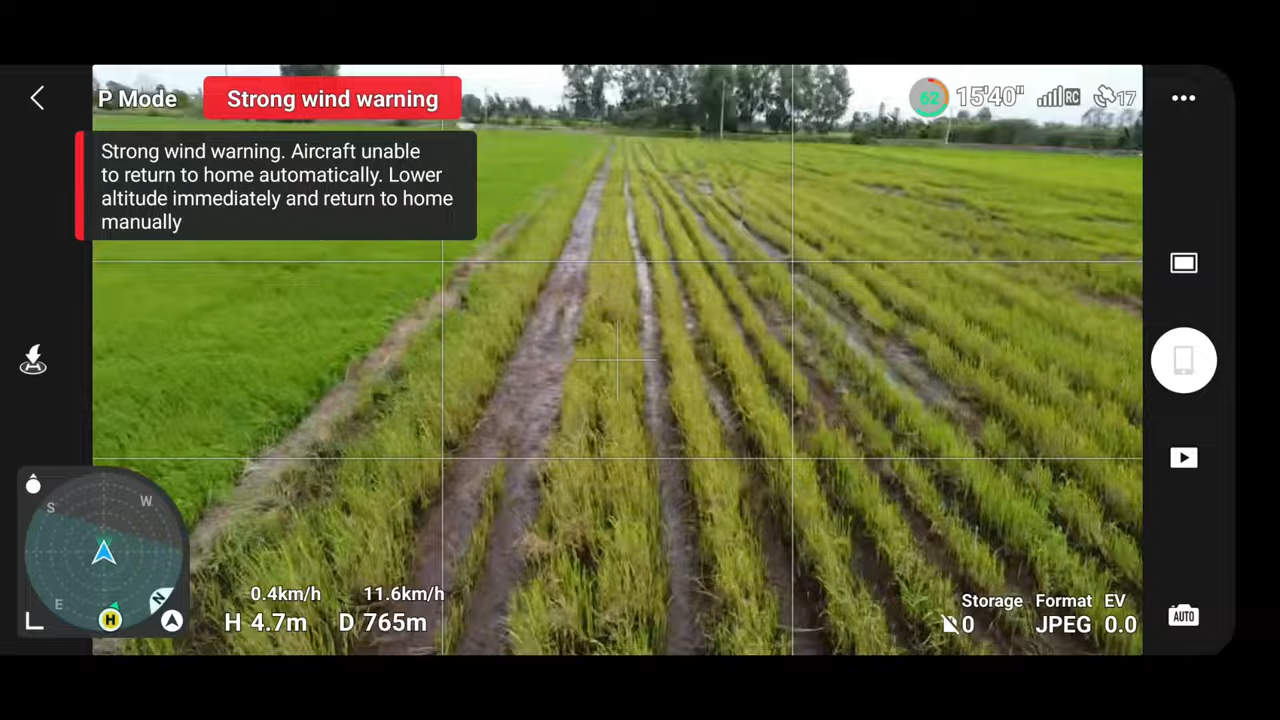 P Mode
Strong wind warning
62
15'40"
RC
17
Strong wind warning. Aircraft unable
to return to home automatically. Lower
altitude immediately and return to home
manually
S
W
E
N
H
0.4km/h
11.6km/h
H 4.7m
D 765m
Storage Format EV
0 JPEG 0.0
AUTO